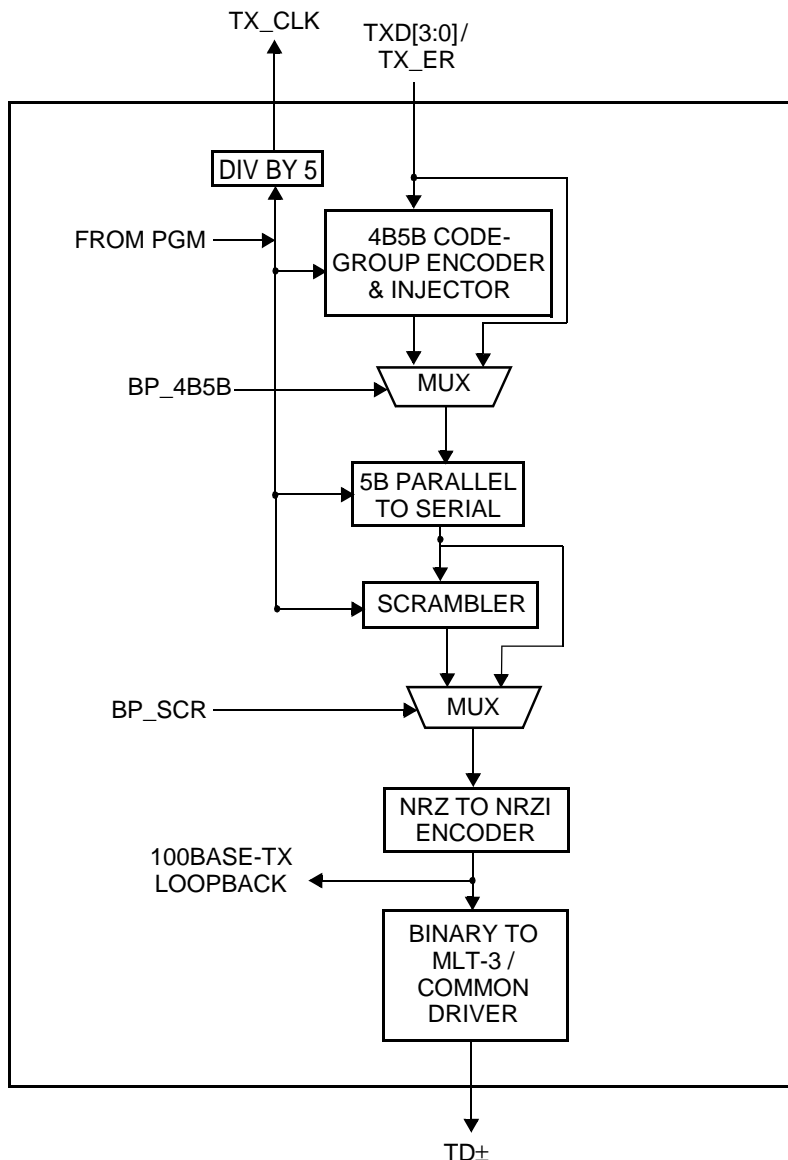 TX_CLK
TXD[3:0]/
TX_ER
DIV BY 5
FROM PGM
4B5B CODE-
GROUP ENCODER
& INJECTOR
BP_4B5B
MUX
5B PARALLEL
TO SERIAL
SCRAMBLER
BP_SCR
MUX
NRZ TO NRZI
ENCODER
100BASE-TX
LOOPBACK
BINARY TO
MLT-3 /
COMMON
DRIVER
TD±